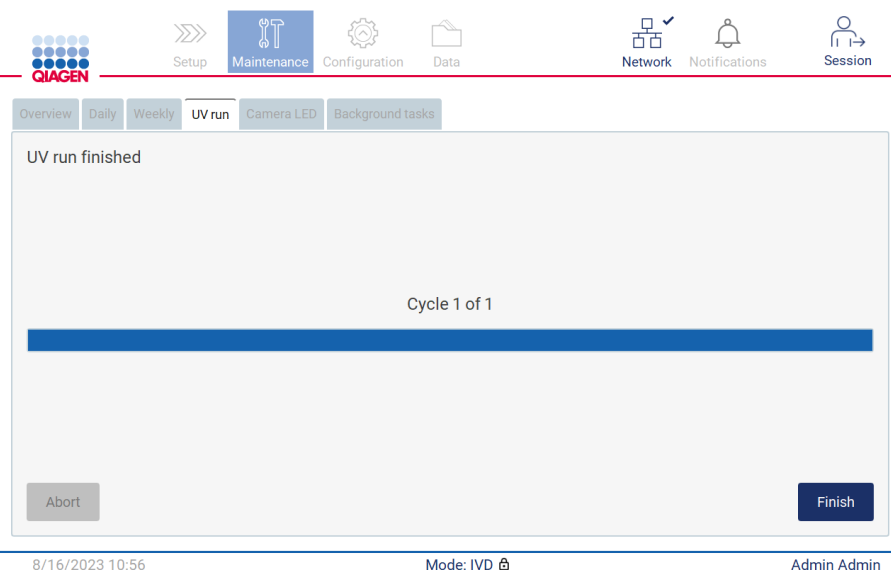 QIAGEN
Setup
Maintenance
Configuration
Data
Network
Notifications
Session
Overview
Daily
Weekly
UV run
Camera LED
Background tasks
UV run finished
Cycle 1 of 1
Abort
Finish
8/16/2023 10:56
Mode: IVD
Admin Admin